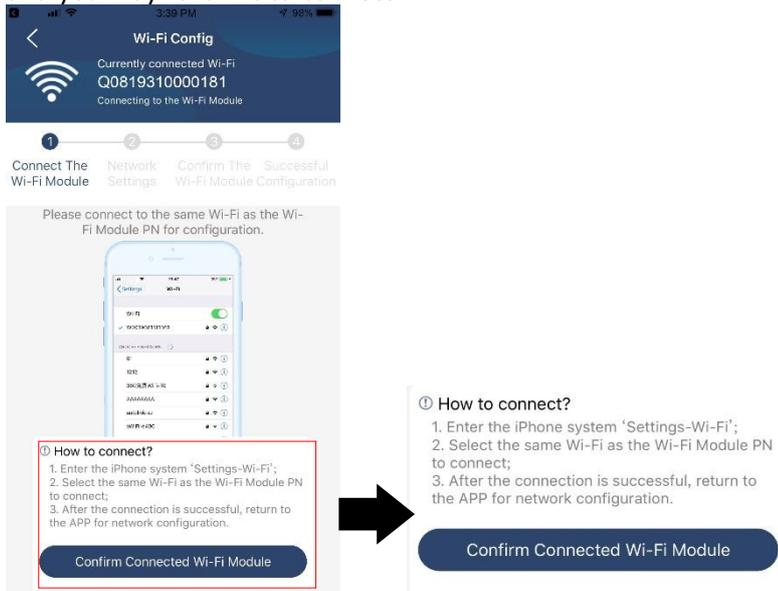 3:39 PM
98%
Wi-Fi Config
Currently connected Wi-Fi
Q0819310000181
Connecting to the Wi-Fi Module
1 2 3 4
Connect The Wi-Fi Module
Network Settings
Confirm The Wi-Fi Module
Successful Configuration
Please connect to the same Wi-Fi as the Wi-
Fi Module PN for configuration.
Settings
Wi-Fi
Wi-Fi
How to connect?
1. Enter the iPhone system ‘Settings-Wi-Fi’;
2. Select the same Wi-Fi as the Wi-Fi Module PN
to connect;
3. After the connection is successful, return to
the APP for network configuration.
Confirm Connected Wi-Fi Module
How to connect?
1. Enter the iPhone system ‘Settings-Wi-Fi’;
2. Select the same Wi-Fi as the Wi-Fi Module PN
to connect;
3. After the connection is successful, return to
the APP for network configuration.
Confirm Connected Wi-Fi Module